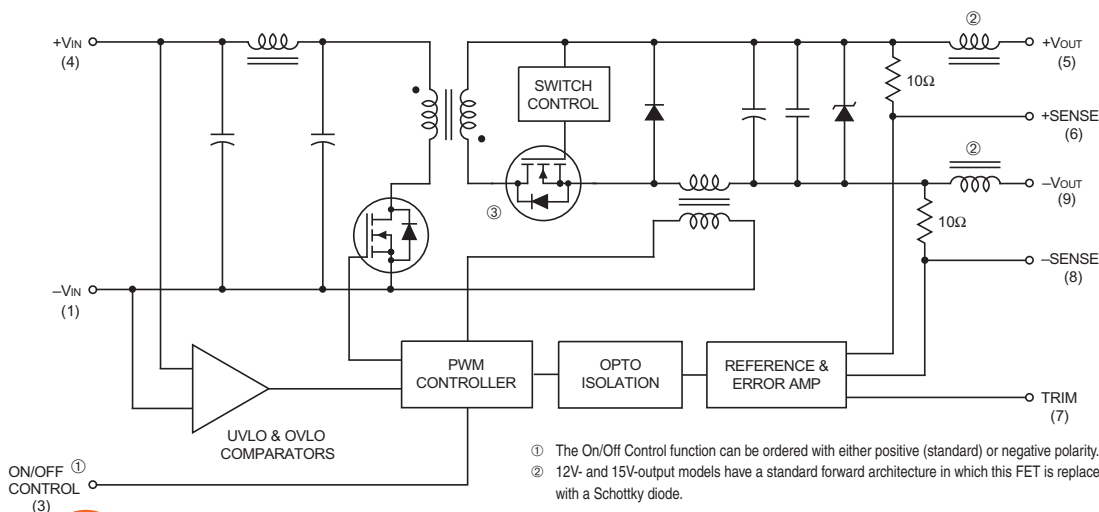 +VIN
(4)
②
+VOUT
(5)
SWITCH
CONTROL
10Ω
+SENSE
(6)
②
–VOUT
(9)
③
10Ω
–SENSE
(8)
–VIN
(1)
PWM
CONTROLLER
OPTO
ISOLATION
REFERENCE &
ERROR AMP
TRIM
(7)
UVLO & OVLO
COMPARATORS
ON/OFF ①
CONTROL
(3)
① The On/Off Control function can be ordered with either positive (standard) or negative polarity.
② 12V- and 15V-output models have a standard forward architecture in which this FET is replace
with a Schottky diode.